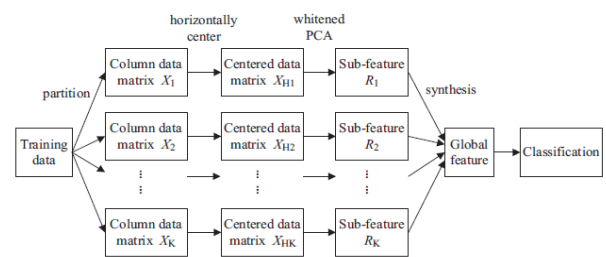 horizontally
center
whitened
PCA
partition
synthesis
Training
data
Column data
matrix X1
Centered data
matrix XH1
Sub-feature
R1
Column data
matrix X2
Centered data
matrix XH2
Sub-feature
R2
Column data
matrix XK
Centered data
matrix XHK
Sub-feature
RK
Global
feature
Classification